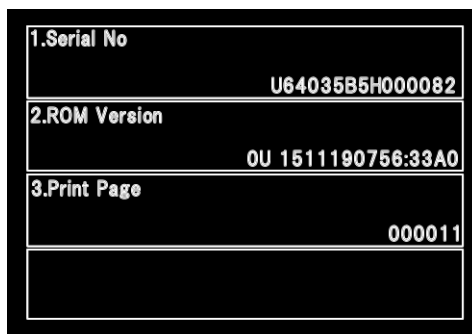 1.Serial No
U64035B5H000082
2.ROM Version
0U 1511190756:33A0
3.Print Page
000011